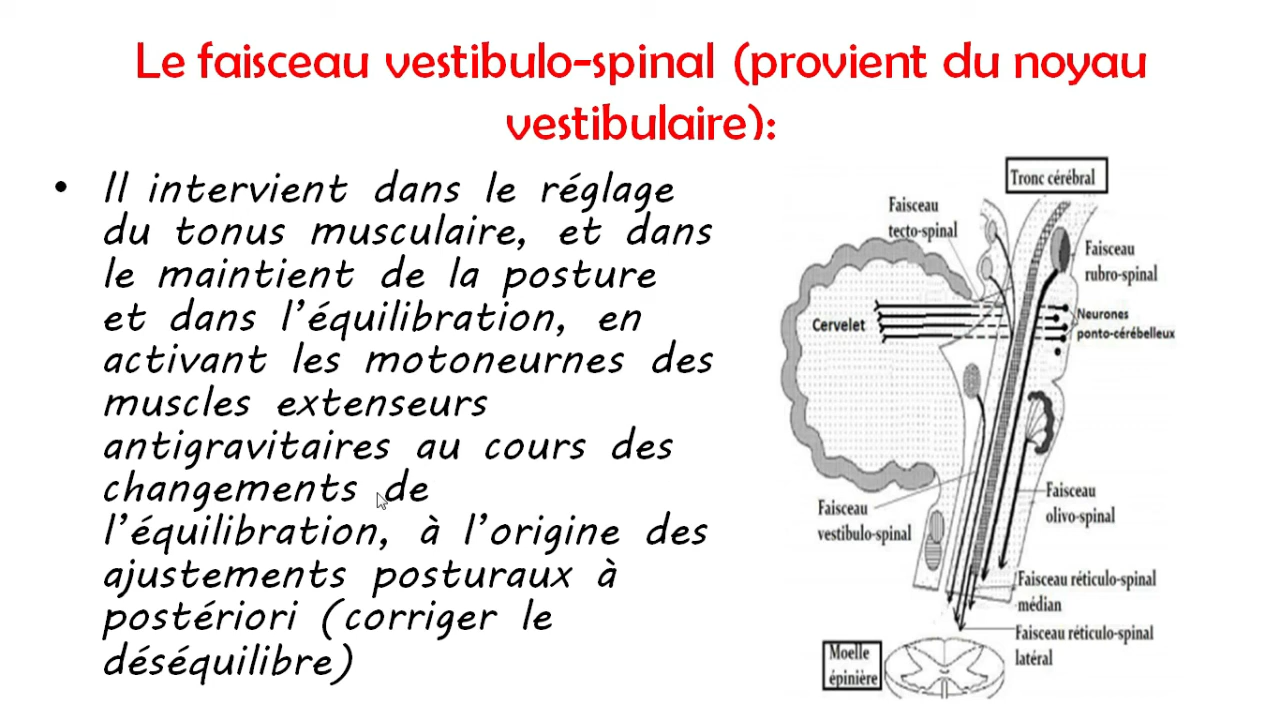 Le faisceau vestibulo-spinal (provient du noyau
vestibulaire):
• Il intervient dans le réglage
du tonus musculaire, et dans
le maintient de la posture
et dans l'équilibration, en
activant les motoneurnes des
muscles extenseurs
antigravitaires au cours des
changements de
l'équilibration, à l'origine des
ajustements posturaux à
postériori (corriger le
déséquilibre)
Tronc cérébral
Faisceau
tecto-spinal
Faisceau
rubro-spinal
Cervelet
Neurones
ponto-cérébelleux
Faisceau
vestibulo-spinal
Faisceau
olivo-spinal
Faisceau réticulo-spinal
médian
Faisceau réticulo-spinal
latéral
Moelle
épinière